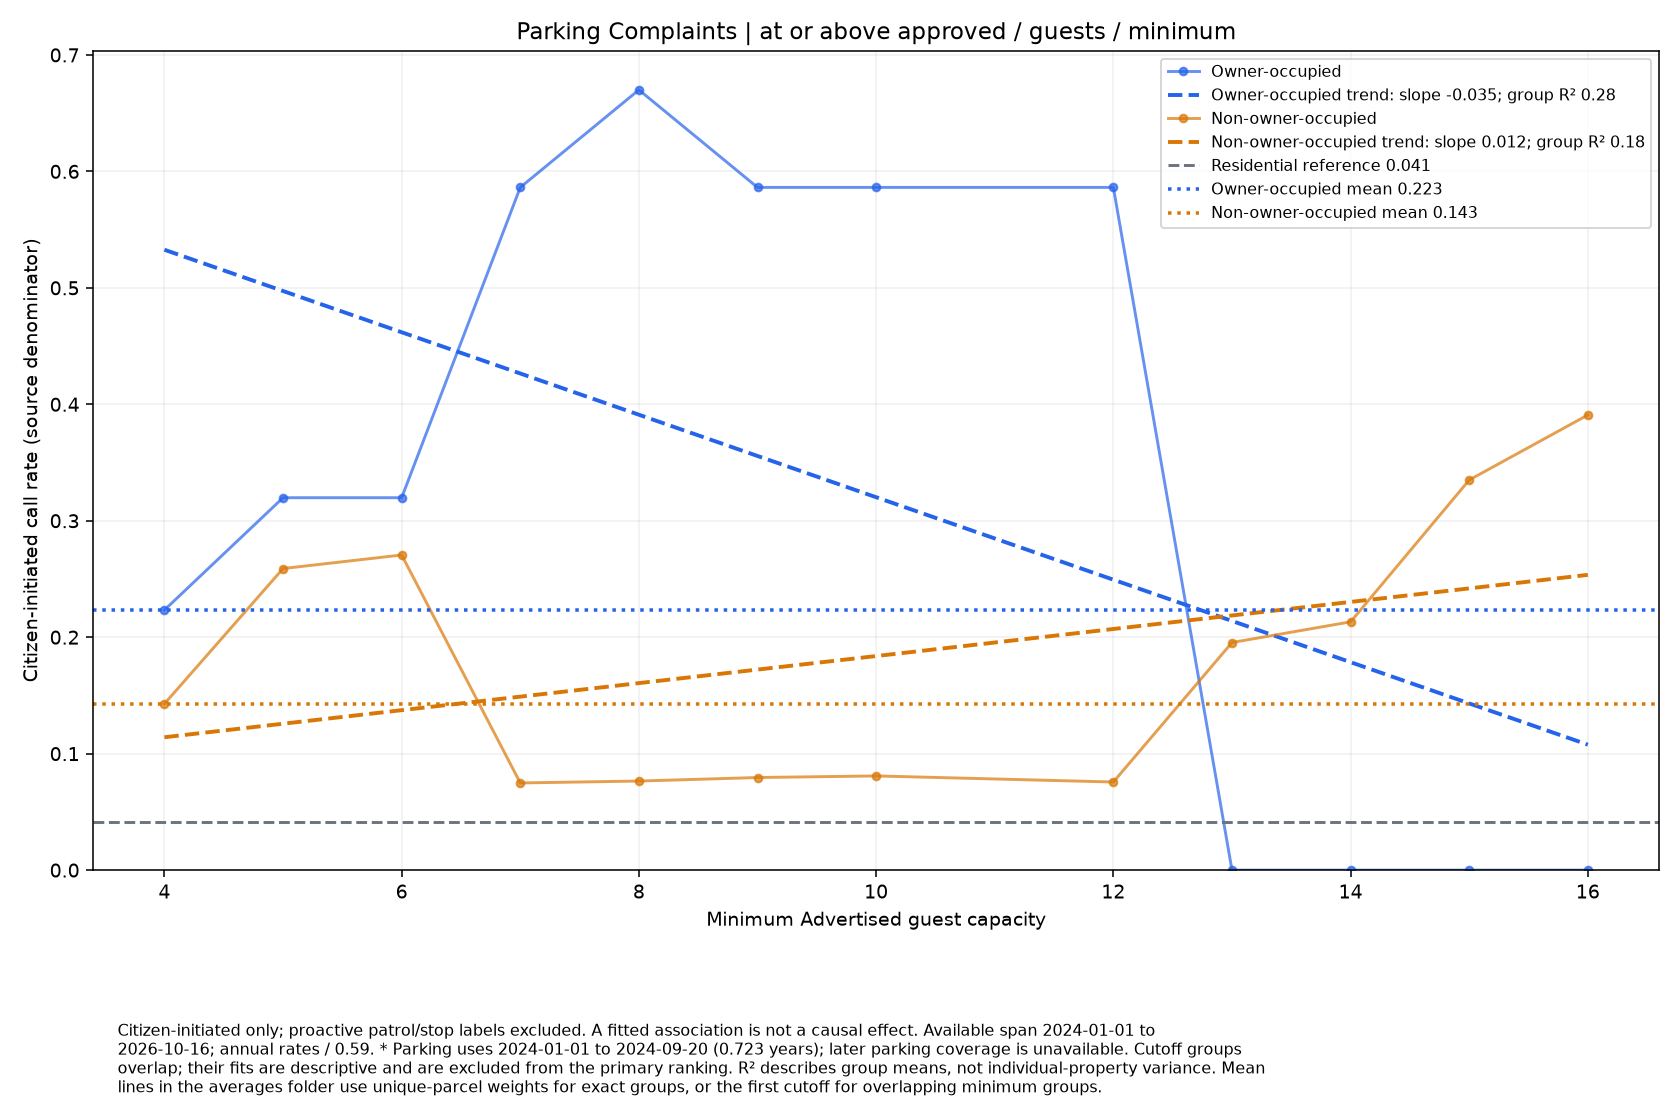 Parking Complaints | at or above approved / guests / minimum
0.7
0.6
0.5
0.4
0.3
0.2
0.1
0.0
Citizen-initiated call rate (source denominator)
Owner-occupied
Owner-occupied trend: slope -0.035; group R² 0.28
Non-owner-occupied
Non-owner-occupied trend: slope 0.012; group R² 0.18
Residential reference 0.041
Owner-occupied mean 0.223
Non-owner-occupied mean 0.143
4 6 8 10 12 14 16
Minimum Advertised guest capacity
Citizen-initiated only; proactive patrol/stop labels excluded. A fitted association is not a causal effect. Available span 2024-01-01 to
2026-10-16; annual rates / 0.59. * Parking uses 2024-01-01 to 2024-09-20 (0.723 years); later parking coverage is unavailable. Cutoff groups
overlap; their fits are descriptive and are excluded from the primary ranking. R² describes group means, not individual-property variance. Mean
lines in the averages folder use unique-parcel weights for exact groups, or the first cutoff for overlapping minimum groups.